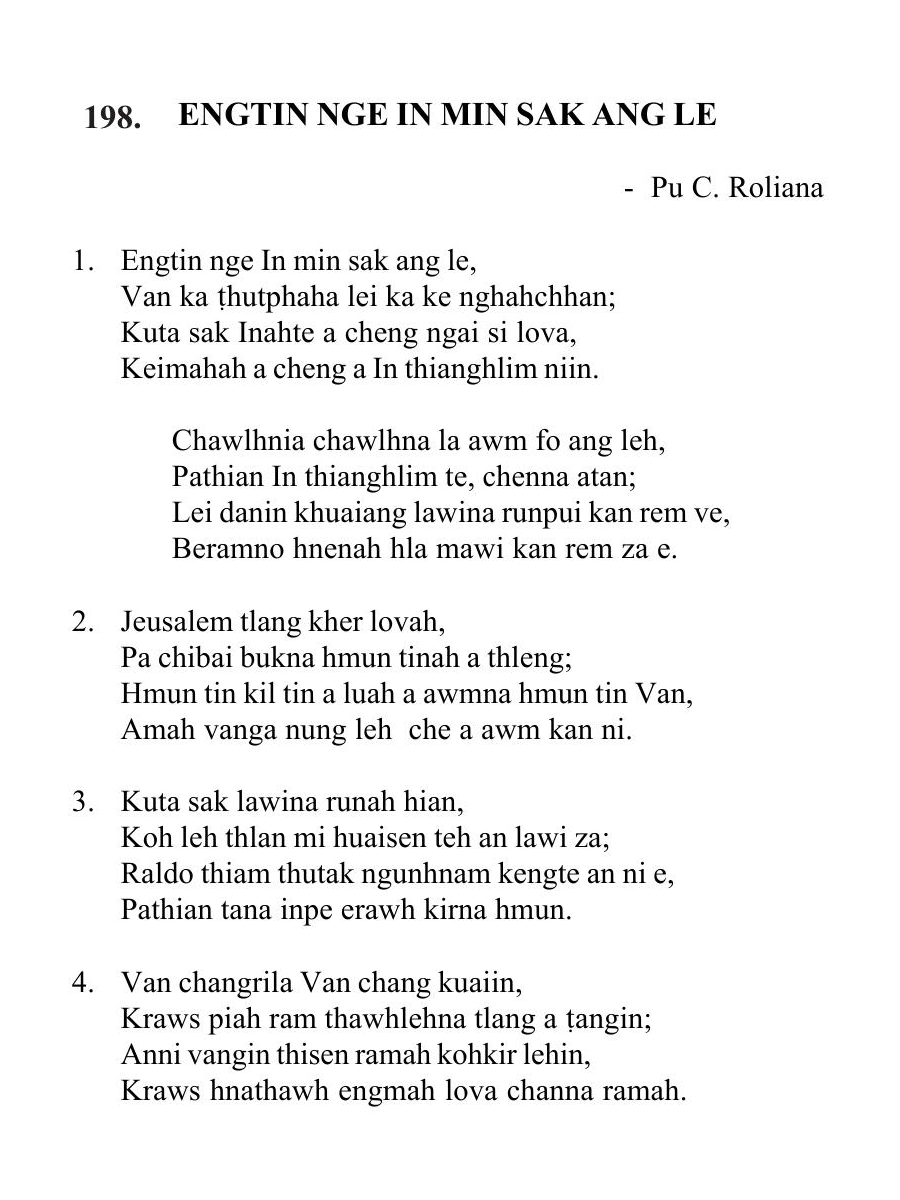 198. ENGTIN NGE IN MIN SAK ANG LE
- Pu C. Roliana
1. Engtin nge In min sak ang le,
Van ka ṭhutphaha lei ka ke nghahchhan;
Kuta sak Inahte a cheng ngai si lova,
Keimahah a cheng a In thianghlim niin.
Chawlhnia chawlhna la awm fo ang leh,
Pathian In thianghlim te, chenna atan;
Lei danin khuaiang lawina runpui kan rem ve,
Beramno hnenah hla mawi kan rem za e.
2. Jeusalem tlang kher lovah,
Pa chibai bukna hmun tinah a thleng;
Hmun tin kil tin a luah a awmna hmun tin Van,
Amah vanga nung leh che a awm kan ni.
3. Kuta sak lawina runah hian,
Koh leh thlan mi huaisen teh an lawi za;
Raldo thiam thutak ngunhnam kengte an ni e,
Pathian tana inpe erawh kirna hmun.
4. Van changrila Van chang kuaiin,
Kraws piah ram thawhlehna tlang a ṭangin;
Anni vangin thisen ramah kohkir lehin,
Kraws hnathawh engmah lova channa ramah.